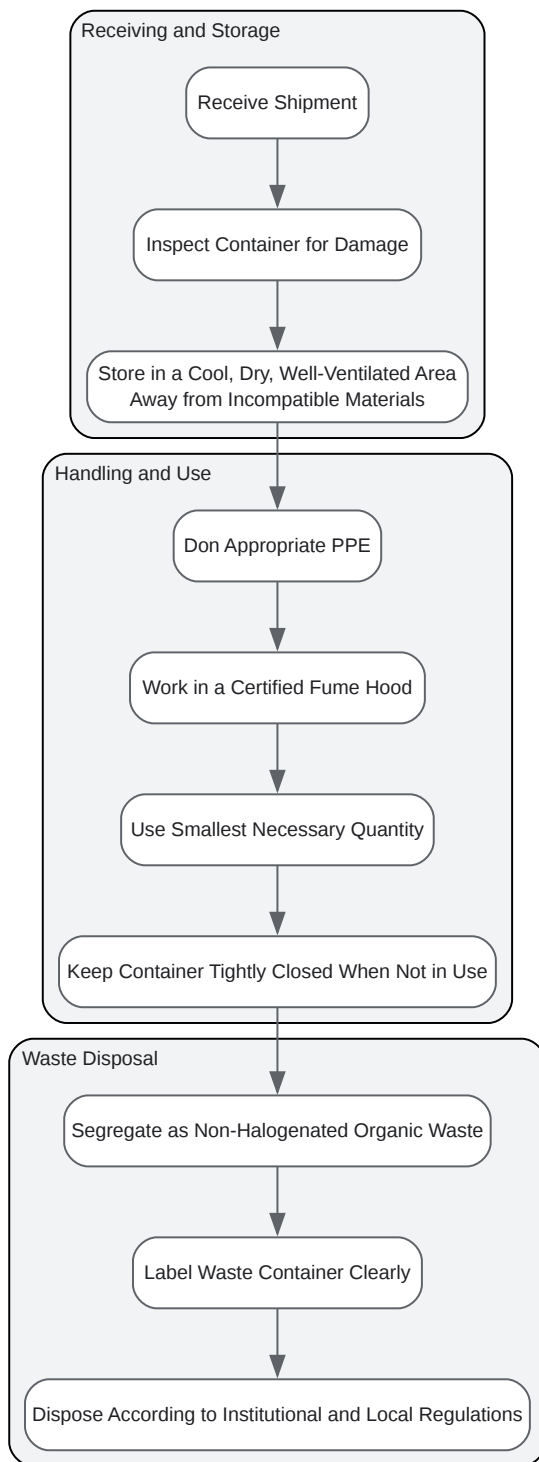 Receiving and Storage
Receive Shipment
Inspect Container for Damage
Store in a Cool, Dry, Well-Ventilated Area
Away from Incompatible Materials
Handling and Use
Don Appropriate PPE
Work in a Certified Fume Hood
Use Smallest Necessary Quantity
Keep Container Tightly Closed When Not in Use
Waste Disposal
Segregate as Non-Halogenated Organic Waste
Label Waste Container Clearly
Dispose According to Institutional and Local Regulations